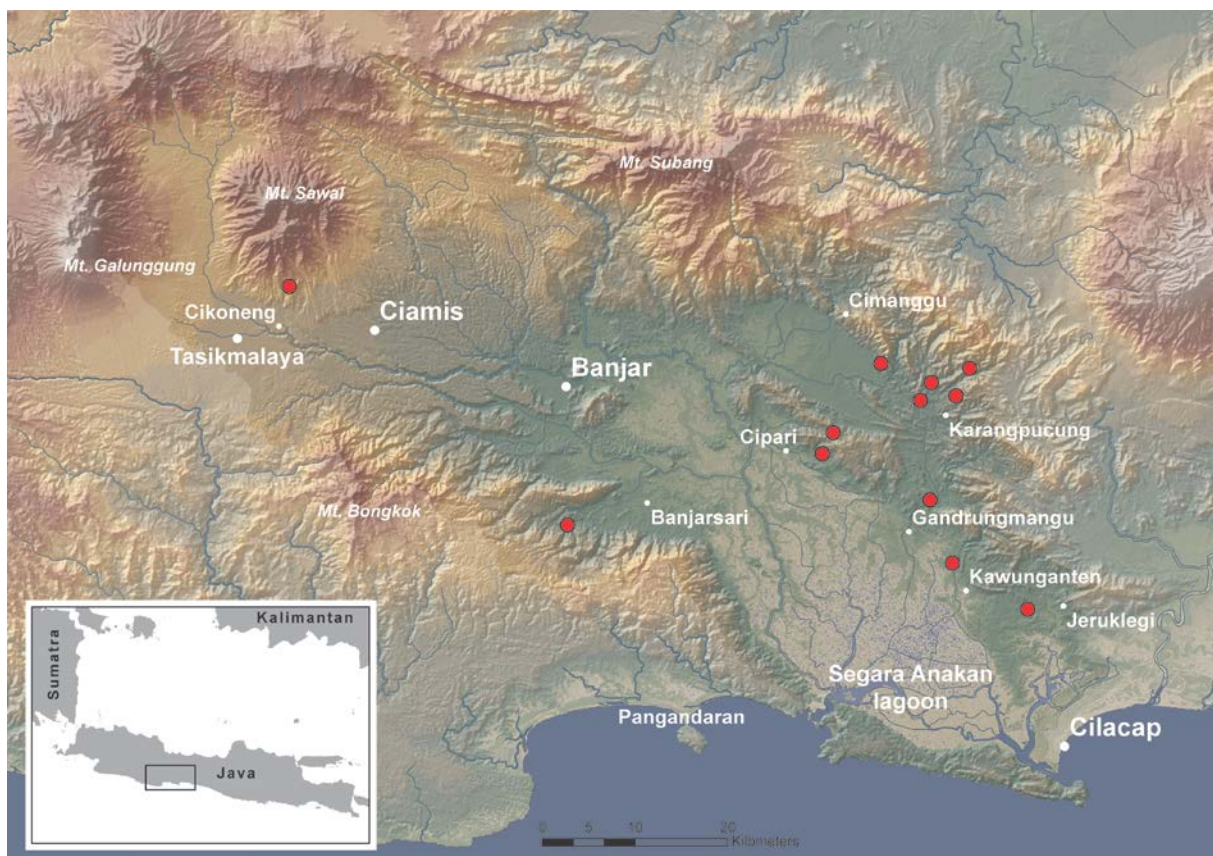 Mt. Subang
Mt. Sawal
Mt. Galunggung
Cimanggu
Cikoneng
Ciamis
Tasikmalaya
Banjar
Karangpucung
Cipari
Mt. Bongkok
Banjarsari
Gandrungmangu
Kawunganten
Jeruklegi
Kalimantan
Sumatra
Segara Anakan
lagoon
Pangandaran
Cilacap
Java
0 5 10 20
Kilometers